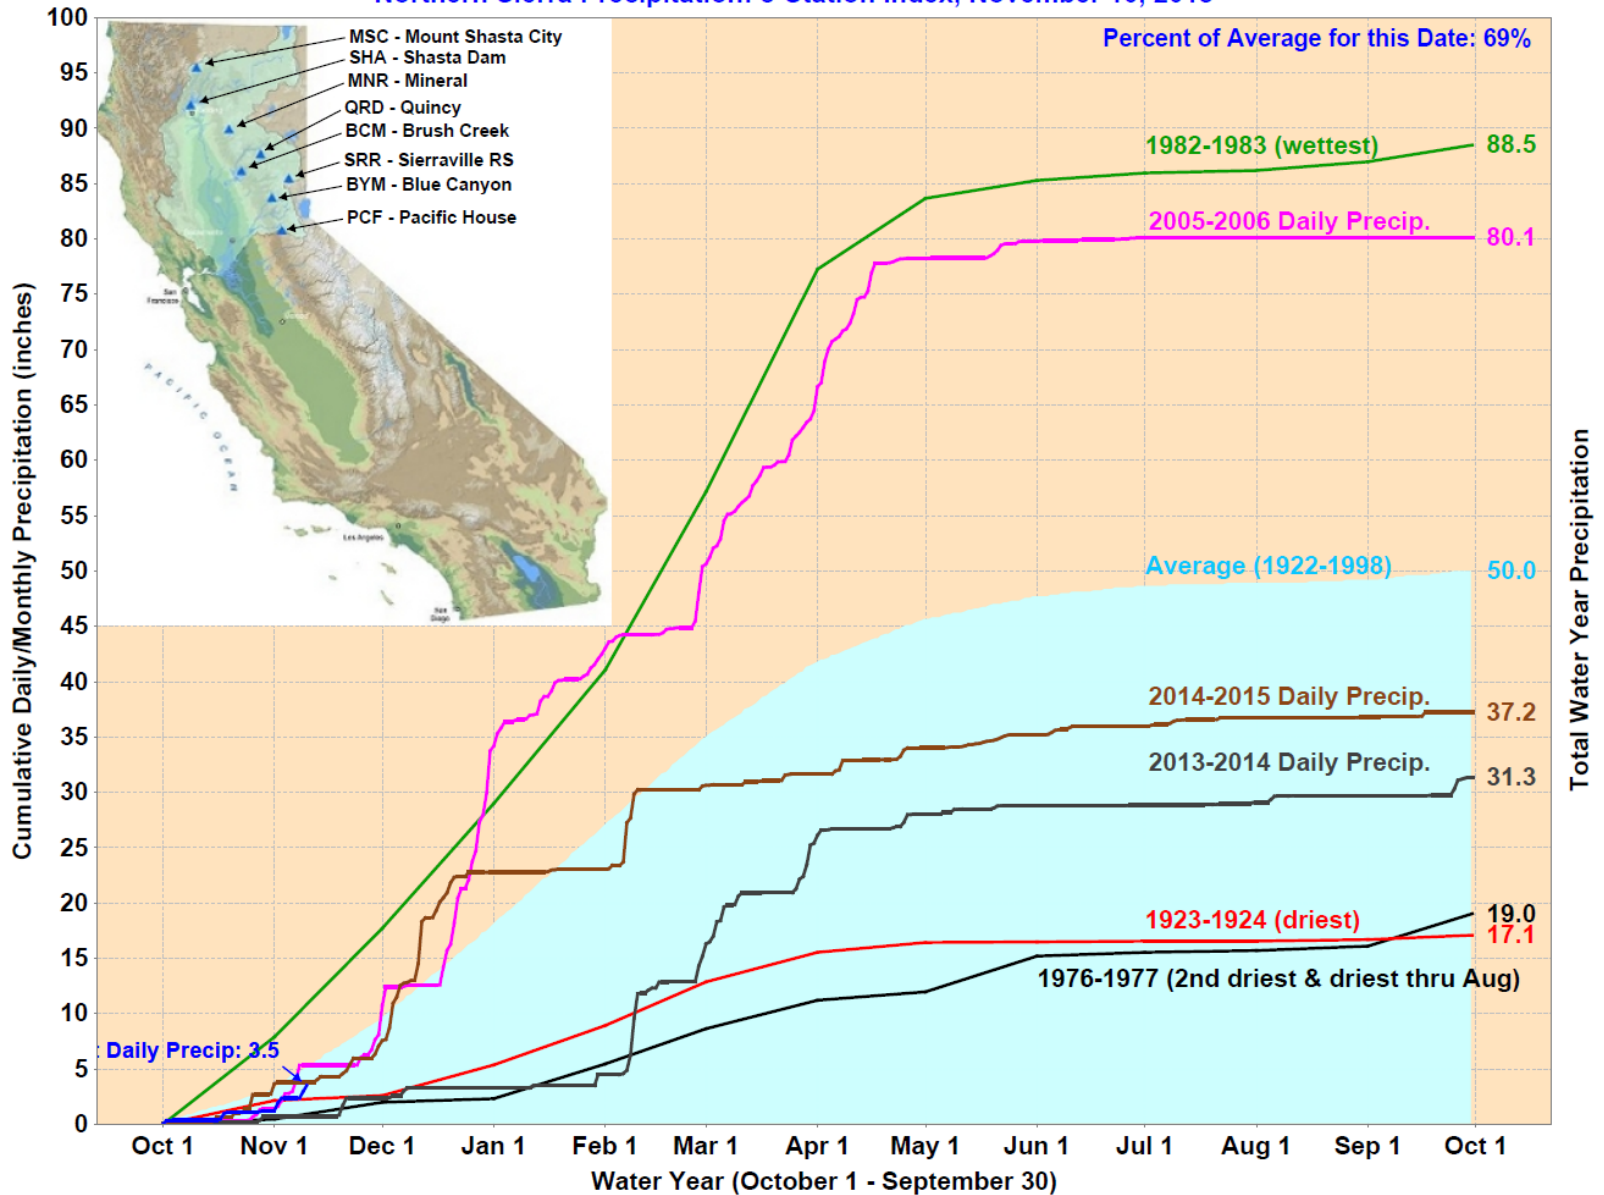 100
95
90
85
80
75
70
65
60
55
50
45
40
35
30
25
20
15
10
5
0
Cumulative Daily/Monthly Precipitation (inches)
MSC - Mount Shasta City
SHA - Shasta Dam
MNR - Mineral
QRD - Quincy
BCM - Brush Creek
SRR - Sierraville RS
BYM - Blue Canyon
PCF - Pacific House
San
Francisco
PACIFIC OCEAN
Los Angeles
San
Diego
Percent of Average for this Date: 69%
1982-1983 (wettest)
88.5
2005-2006 Daily Precip.
80.1
Average (1922-1998)
50.0
2014-2015 Daily Precip.
37.2
2013-2014 Daily Precip.
31.3
1923-1924 (driest)
19.0
17.1
1976-1977 (2nd driest & driest thru Aug)
: Daily Precip: 3.5
Total Water Year Precipitation
Oct 1 Nov 1 Dec 1 Jan 1 Feb 1 Mar 1 Apr 1 May 1 Jun 1 Jul 1 Aug 1 Sep 1 Oct 1
Water Year (October 1 - September 30)